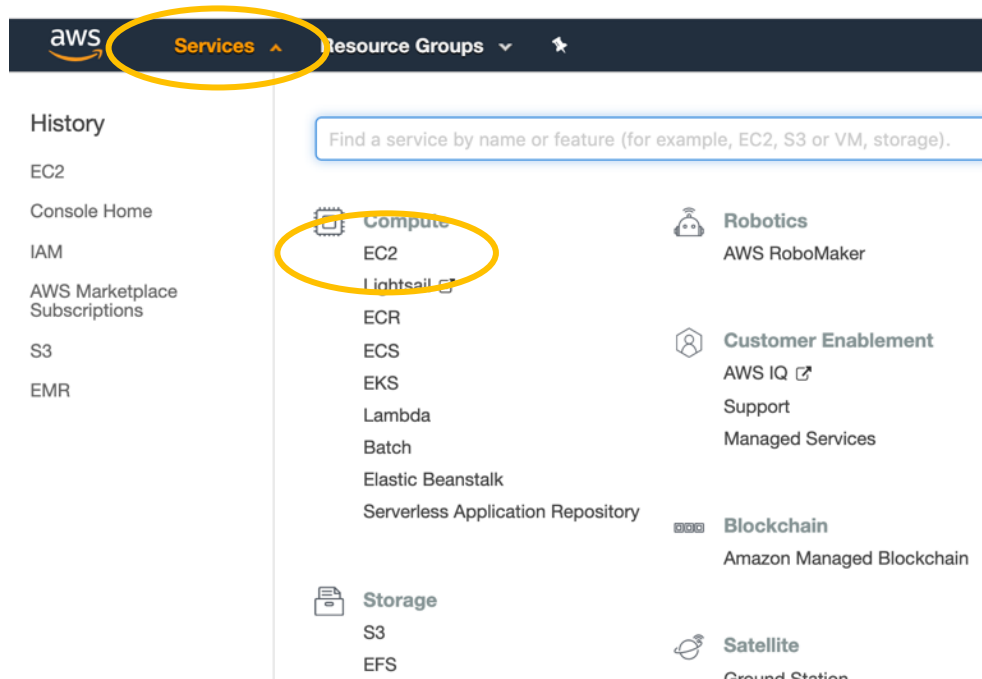 aws
Services
Resource Groups
History
EC2
Console Home
IAM
AWS Marketplace
Subscriptions
S3
EMR
Find a service by name or feature (for example, EC2, S3 or VM, storage).
Compute
EC2
Lightsail
ECR
ECS
EKS
Lambda
Batch
Elastic Beanstalk
Serverless Application Repository
Storage
S3
EFS
Robotics
AWS RoboMaker
Customer Enablement
AWS IQ
Support
Managed Services
Blockchain
Amazon Managed Blockchain
Satellite
Ground Station